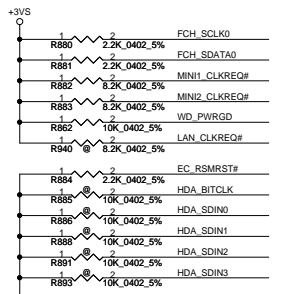 +3VS
FCH_SCLK0
1 2
R880 2.2K_0402_5%
FCH_SDATA0
1 2
R881 2.2K_0402_5%
MINI1_CLKREQ#
1 2
R882 8.2K_0402_5%
MINI2_CLKREQ#
1 2
R883 8.2K_0402_5%
WD_PWRGD
1 2
R862 10K_0402_5%
LAN_CLKREQ#
1 2
R940 @ 8.2K_0402_5%
EC_RSMRST#
1 2
R884 2.2K_0402_5%
HDA_BITCLK
1 @ 2
R885 10K_0402_5%
HDA_SDIN0
1 @ 2
R886 10K_0402_5%
HDA_SDIN1
1 @ 2
R888 10K_0402_5%
HDA_SDIN2
1 @ 2
R891 10K_0402_5%
HDA_SDIN3
1 @ 2
R893 10K_0402_5%